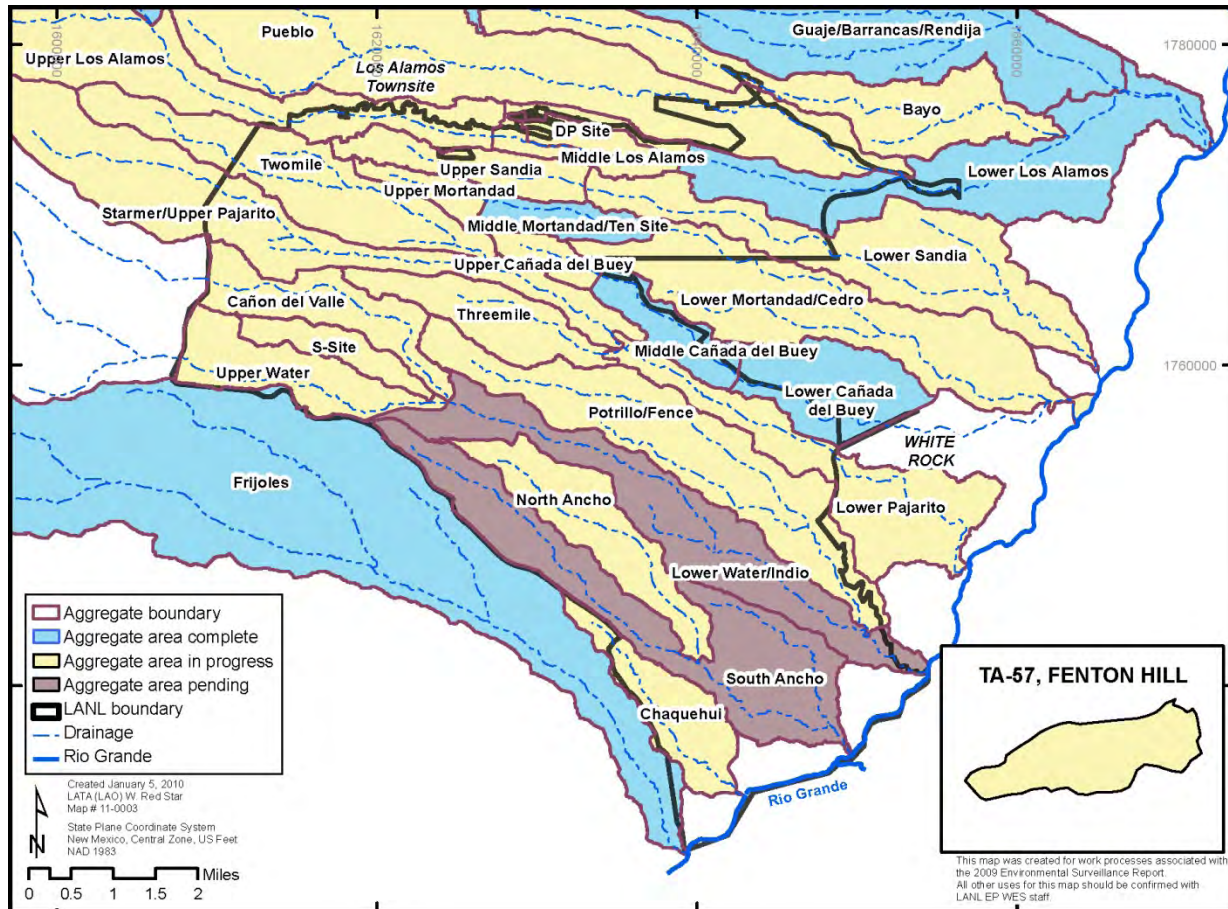 1600000
1620000
1640000
1660000
1780000
1760000
Guaje/Barrancas/Rendija
Pueblo
Upper Los Alamos
Los Alamos
Townsite
Bayo
DP Site
Twomile
Middle Los Alamos
Upper Sandia
Lower Los Alamos
Upper Mortandad
Starmer/Upper Pajarito
Middle Mortandad/Ten Site
Lower Sandia
Upper Cañada del Buey
Cañon del Valle
Lower Mortandad/Cedro
Threemile
S-Site
Middle Cañada del Buey
Upper Water
Lower Cañada
del Buey
Potrillo/Fence
WHITE
ROCK
Frijoles
North Ancho
Lower Pajarito
Lower Water/Indio
South Ancho
Chaquehui
Rio Grande
Aggregate boundary
Aggregate area complete
Aggregate area in progress
Aggregate area pending
LANL boundary
Drainage
Rio Grande
Created January 5, 2010
LATA (LAO) W. Red Star
Map # 11-0003
State Plane Coordinate System
New Mexico, Central Zone, US Feet
NAD 1983
N
Miles
0 0.5 1 1.5 2
TA-57, FENTON HILL
This map was created for work processes associated with
the 2009 Environmental Surveillance Report.
All other uses for this map should be confirmed with
LANL EP WES staff.